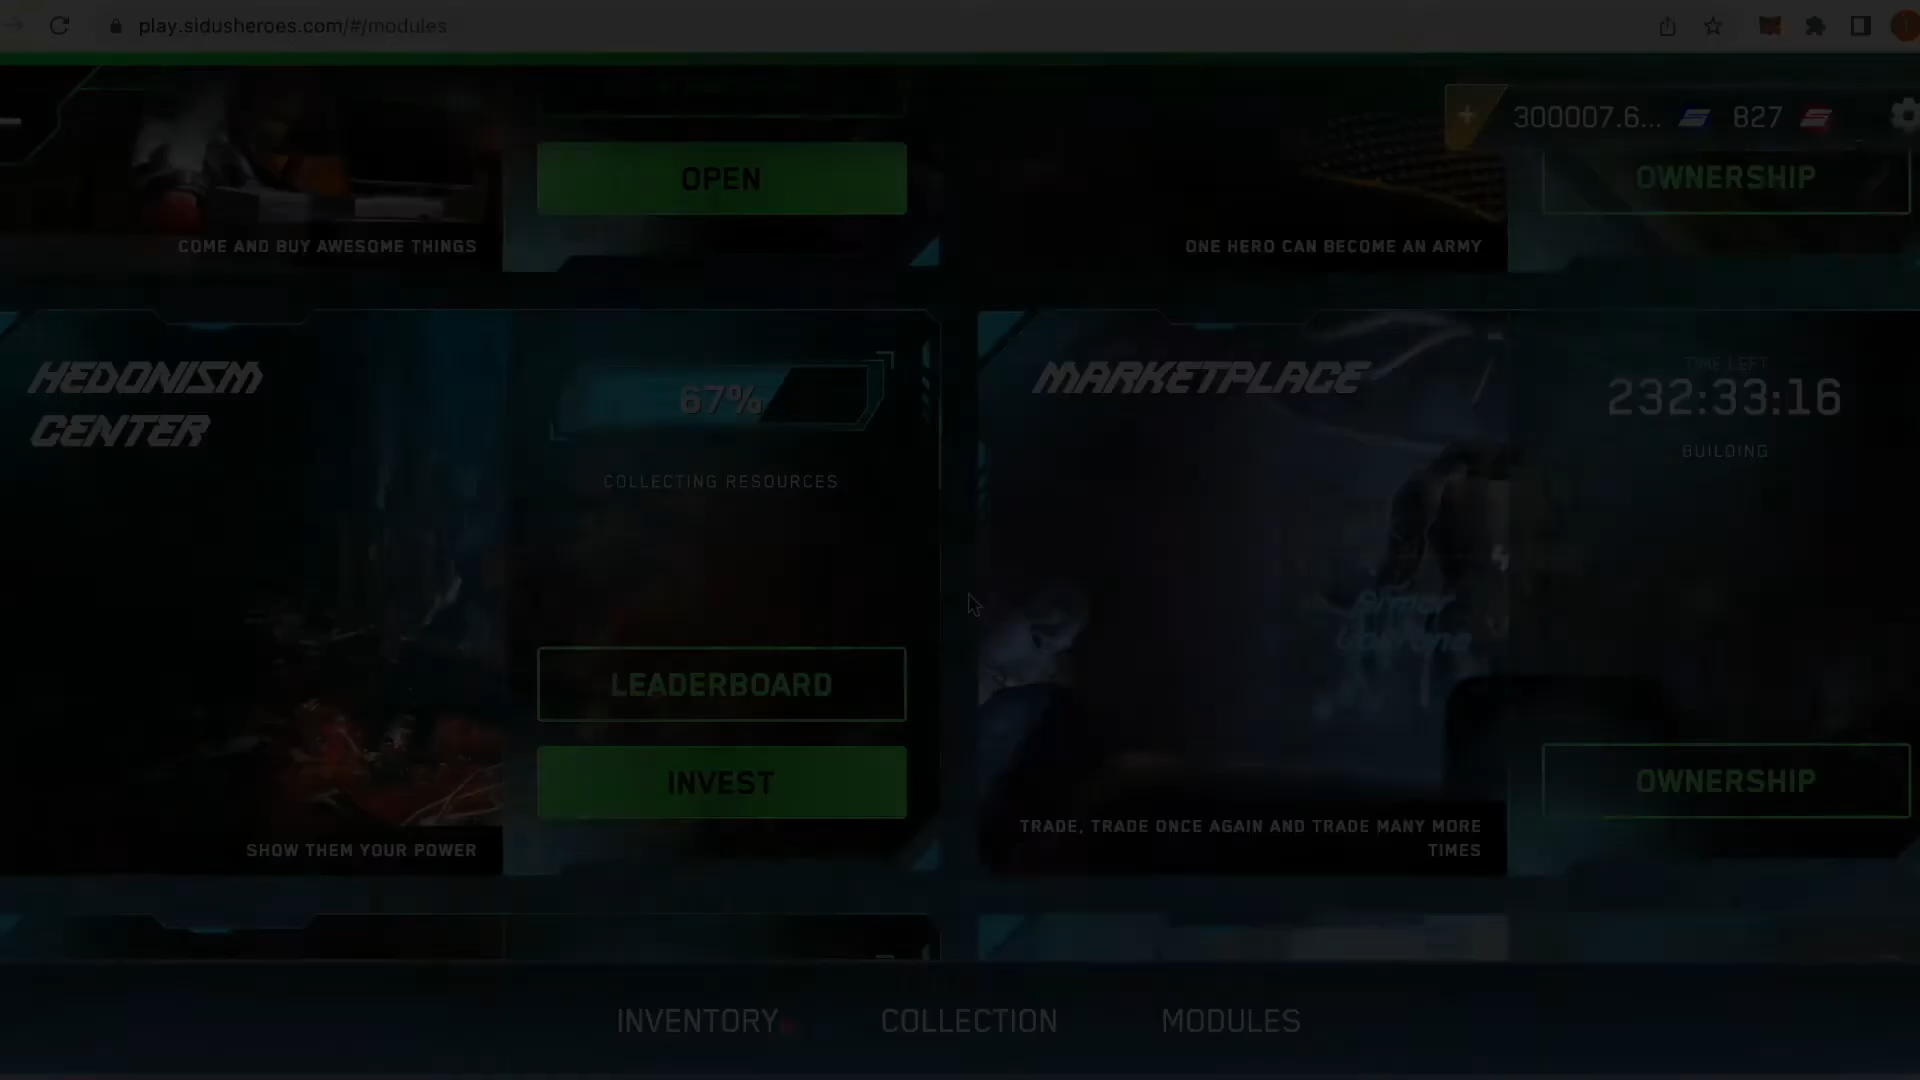 play.sidusheroes.com/#/modules
300007.6... 827
OPEN
OWNERSHIP
COME AND BUY AWESOME THINGS
ONE HERO CAN BECOME AN ARMY
HEDONISM
CENTER
67%
COLLECTING RESOURCES
LEADERBOARD
INVEST
SHOW THEM YOUR POWER
MARKETPLACE
TIME LEFT
232:33:16
BUILDING
OWNERSHIP
TRADE, TRADE ONCE AGAIN AND TRADE MANY MORE
TIMES
INVENTORY COLLECTION MODULES